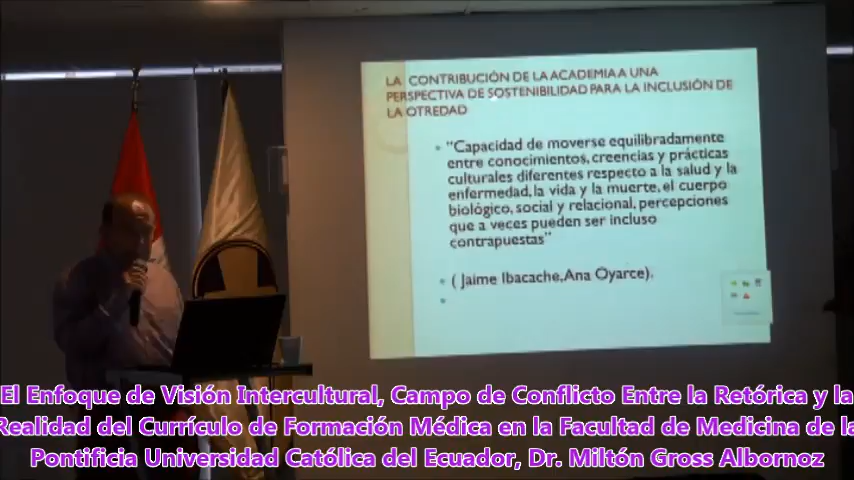 LA CONTRIBUCIÓN DE LA ACADEMIA A UNA
PERSPECTIVA DE SOSTENIBILIDAD PARA LA INCLUSIÓN DE
LA OTREDAD
"Capacidad de moverse equilibradamente
entre conocimientos, creencias y prácticas
culturales diferentes respecto a la salud y la
enfermedad, la vida y la muerte, el cuerpo
biológico, social y relacional, percepciones
que a veces pueden ser incluso
contrapuestas"
( Jaime Ibacache, Ana Oyarce).
El Enfoque de Visión Intercultural, Campo de Conflicto Entre la Retórica y la
Realidad del Currículo de Formación Médica en la Facultad de Medicina de la
Pontificia Universidad Católica del Ecuador, Dr. Miltón Gross Albornoz